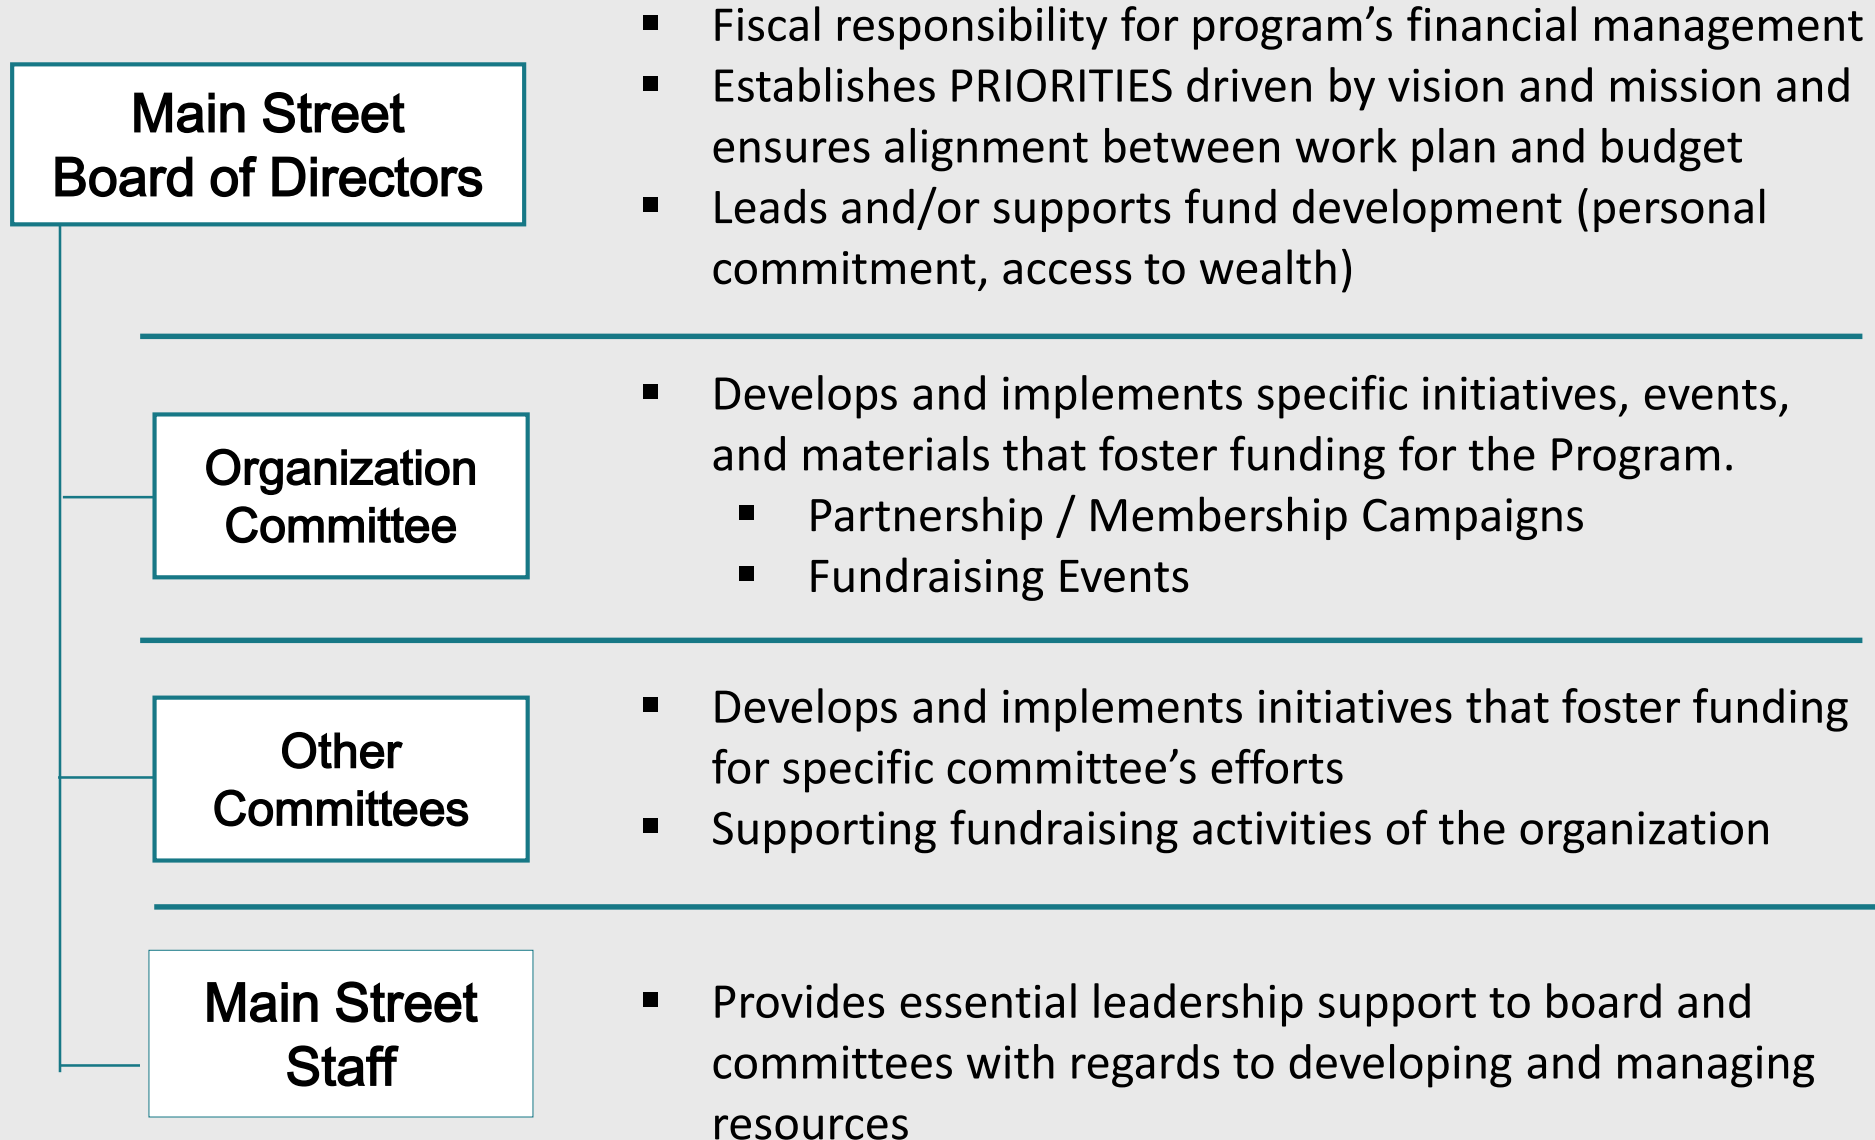 Main Street
Board of Directors
▪ Fiscal responsibility for program’s financial management
▪ Establishes PRIORITIES driven by vision and mission and
ensures alignment between work plan and budget
▪ Leads and/or supports fund development (personal
commitment, access to wealth)
Organization
Committee
▪ Develops and implements specific initiatives, events,
and materials that foster funding for the Program.
▪ Partnership / Membership Campaigns
▪ Fundraising Events
Other
Committees
▪ Develops and implements initiatives that foster funding
for specific committee’s efforts
▪ Supporting fundraising activities of the organization
Main Street
Staff
▪ Provides essential leadership support to board and
committees with regards to developing and managing
resources